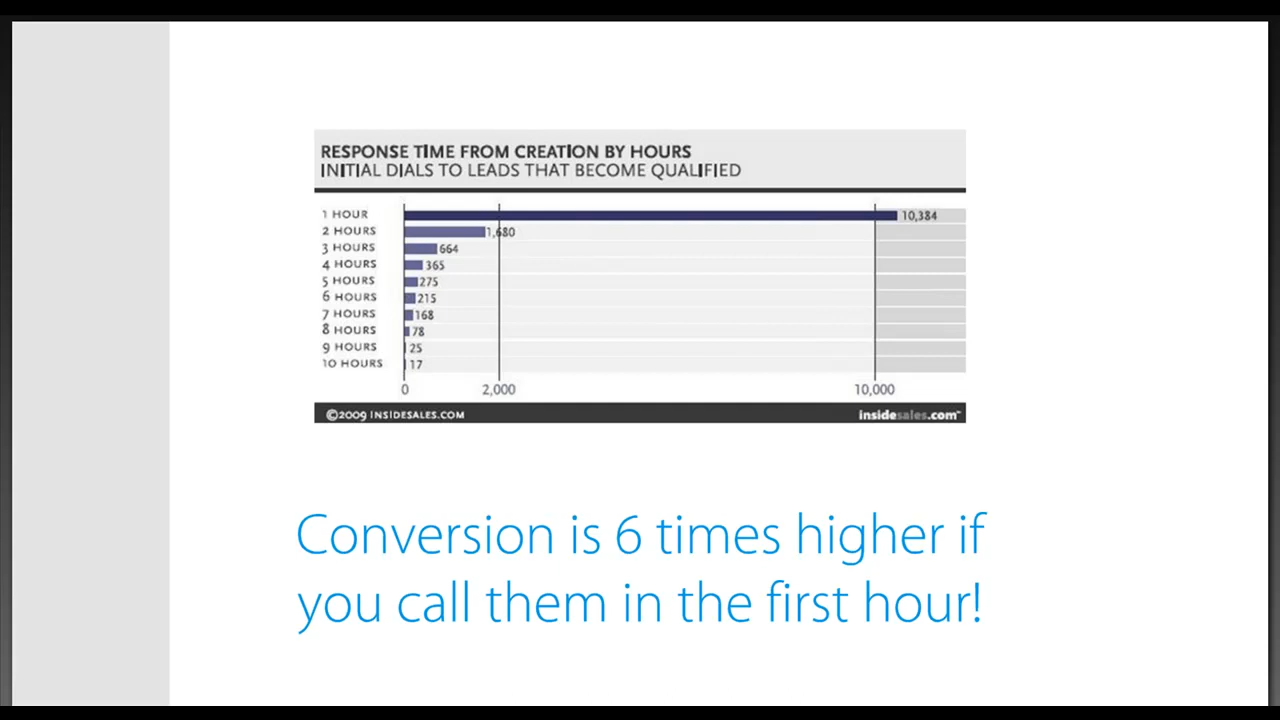 RESPONSE TIME FROM CREATION BY HOURS
INITIAL DIALS TO LEADS THAT BECOME QUALIFIED
1 HOUR 10,384
2 HOURS 1,680
3 HOURS 664
4 HOURS 365
5 HOURS 275
6 HOURS 215
7 HOURS 168
8 HOURS 78
9 HOURS 25
10 HOURS 17
0 2,000 10,000
©2009 INSIDESALES.COM insidesales.com™
Conversion is 6 times higher if
you call them in the first hour!